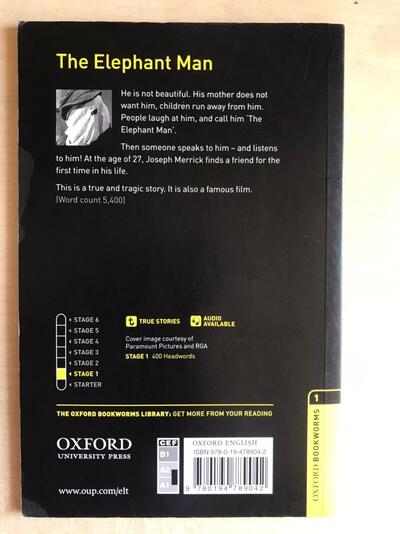 The Elephant Man
He is not beautiful. His mother does not
want him, children run away from him.
People laugh at him, and call him 'The
Elephant Man'.
Then someone speaks to him – and listens
to him! At the age of 27, Joseph Merrick finds a friend for the
first time in his life.
This is a true and tragic story. It is also a famous film.
(Word count 5,400)
STAGE 6
STAGE 5
STAGE 4
STAGE 3
STAGE 2
STAGE 1
STARTER
t TRUE STORIES
AUDIO
AVAILABLE
Cover image courtesy of
Paramount Pictures and RGA
STAGE 1 400 Headwords
THE OXFORD BOOKWORMS LIBRARY: GET MORE FROM YOUR READING
OXFORD
UNIVERSITY PRESS
www.oup.com/elt
CEF
B1
A2
A1
OXFORD ENGLISH
ISBN 978-0-19-478904-2
9 780194 789042
OXFORD BOOKWORMS 1